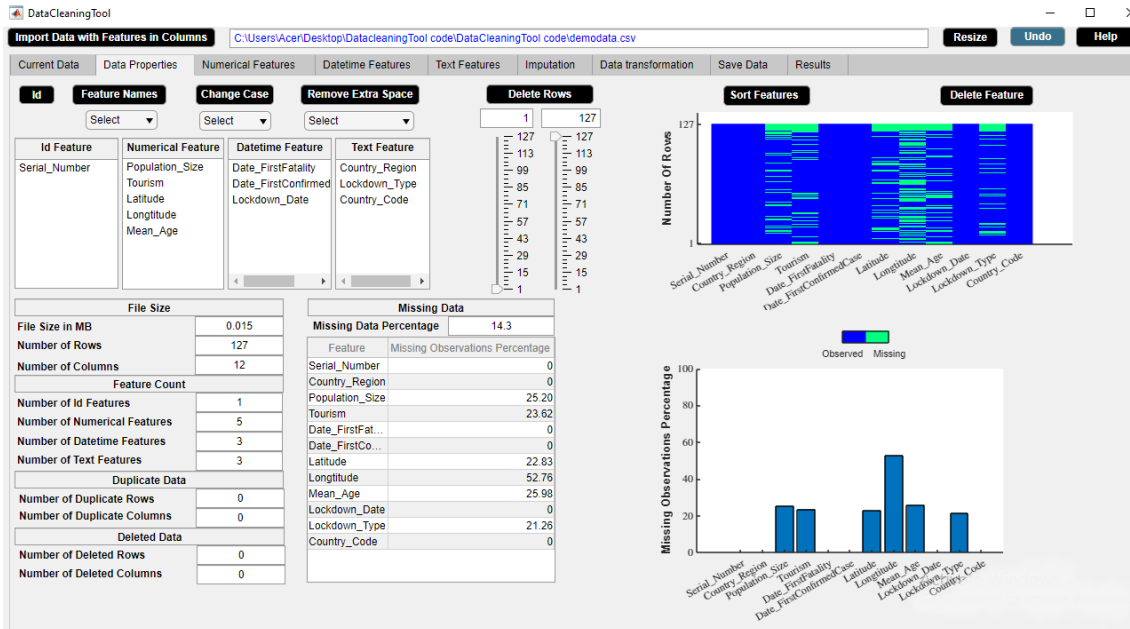 DataCleaningTool
Import Data with Features in Columns C:\Users\Acer\Desktop\DatacleaningTool code\DataCleaningTool code\demodata.csv Resize Undo Help
Current Data Data Properties Numerical Features Datetime Features Text Features Imputation Data transformation Save Data Results
Id Feature Names Change Case Remove Extra Space Delete Rows Sort Features Delete Feature
Select Select Select 1 127
Id Feature Numerical Feature Datetime Feature Text Feature
Serial_Number Population_Size Date_FirstFatality Country_Region
Tourism Date_FirstConfirmed Lockdown_Type
Latitude Lockdown_Date Country_Code
Longtitude
Mean_Age
127 127
113 113
99 99
85 85
71 71
57 57
43 43
29 29
15 15
1 1
Number Of Rows
127
1
Serial_Number Country_Region Population_Size Tourism Date_FirstFatality Date_FirstConfirmedCase Latitude Longtitude Mean_Age Lockdown_Date Lockdown_Type Country_Code
Observed Missing
File Size
File Size in MB 0.015
Number of Rows 127
Number of Columns 12
Feature Count
Number of Id Features 1
Number of Numerical Features 5
Number of Datetime Features 3
Number of Text Features 3
Duplicate Data
Number of Duplicate Rows 0
Number of Duplicate Columns 0
Deleted Data
Number of Deleted Rows 0
Number of Deleted Columns 0
Missing Data
Missing Data Percentage 14.3
Feature Missing Observations Percentage
Serial_Number 0
Country_Region 0
Population_Size 25.20
Tourism 23.62
Date_FirstFat... 0
Date_FirstCo... 0
Latitude 22.83
Longtitude 52.76
Mean_Age 25.98
Lockdown_Date 0
Lockdown_Type 21.26
Country_Code 0
Missing Observations Percentage
100
80
60
40
20
0
Serial_Number Country_Region Population_Size Tourism Date_FirstFatality Date_FirstConfirmedCase Latitude Longtitude Mean_Age Lockdown_Date Lockdown_Type Country_Code